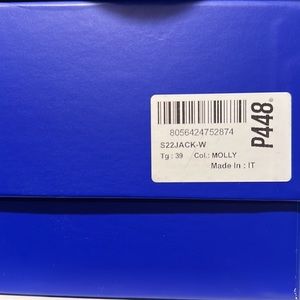 8056424752874
S22JACK-W
Tg : 39 Col.: MOLLY
Made In : IT
P448.